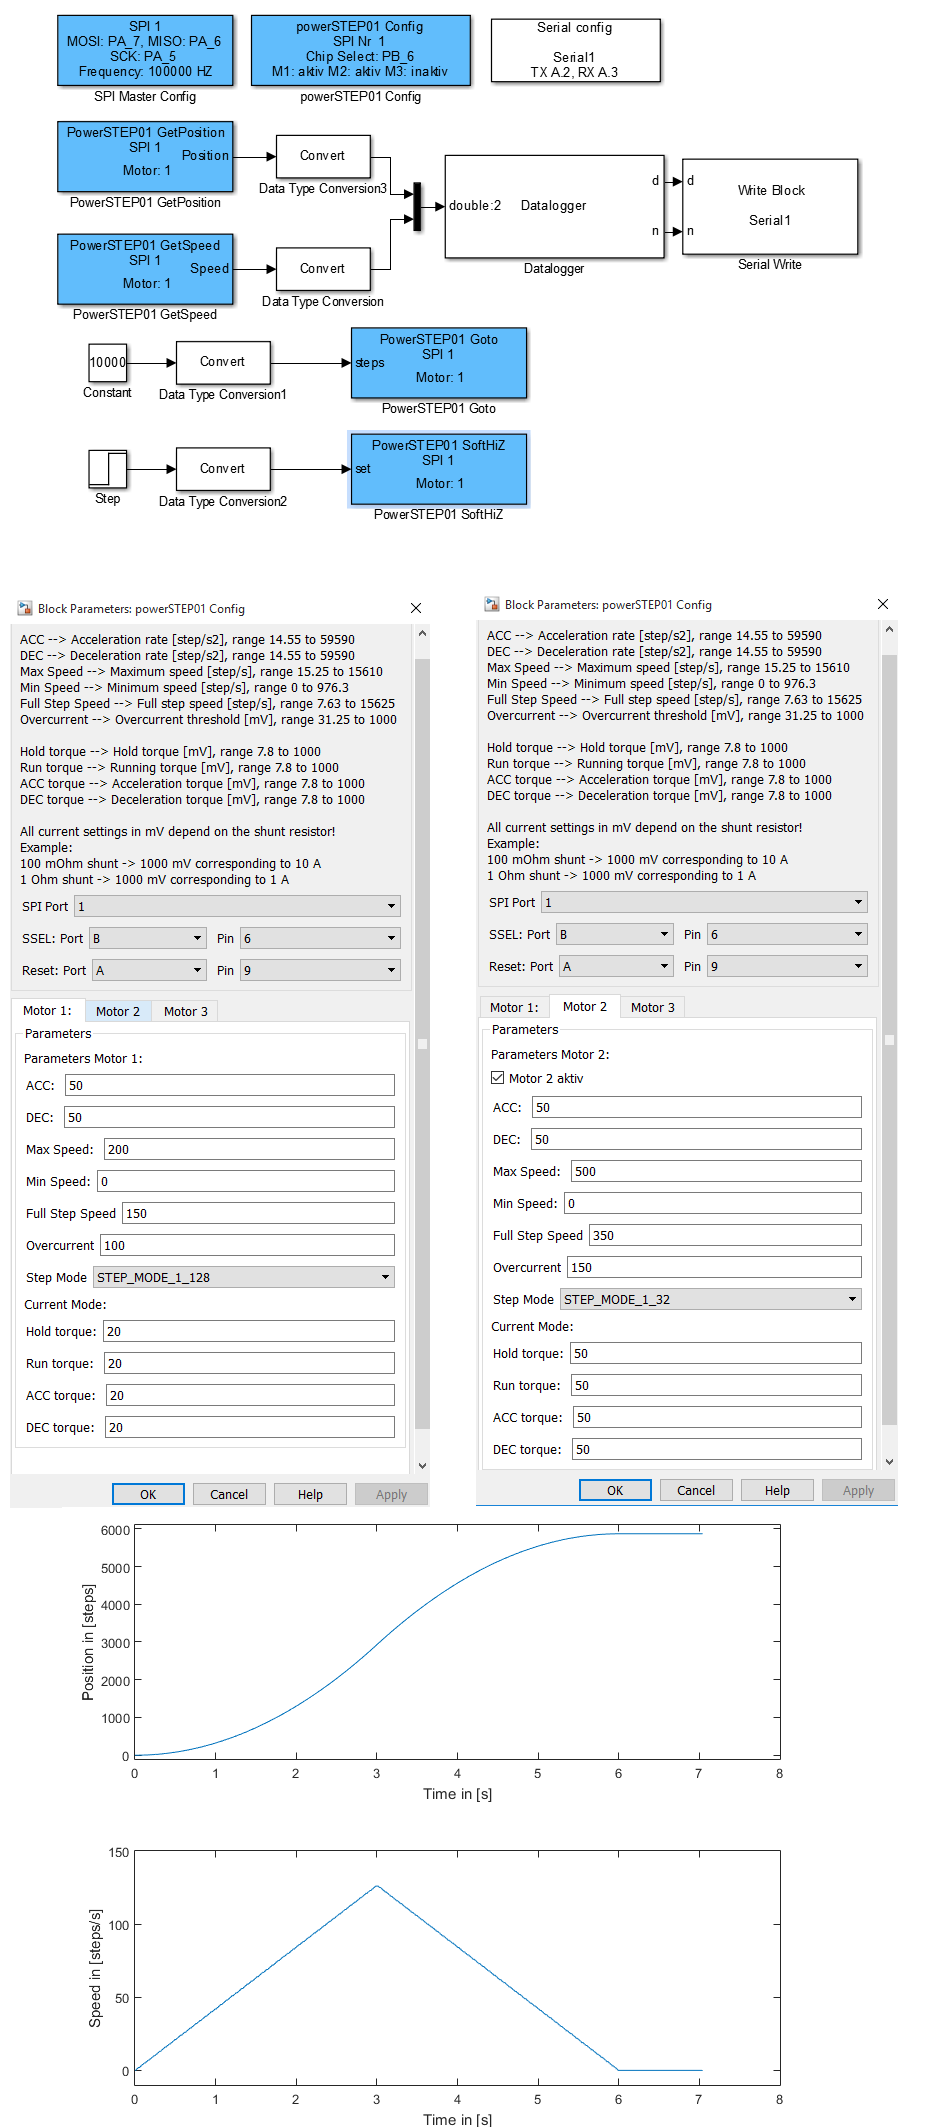 SPI 1
MOSI: PA_7, MISO: PA_6
SCK: PA_5
Frequency: 100000 HZ
SPI Master Config
powerSTEP01 Config
SPI Nr 1
Chip Select: PB_6
M1: aktiv M2: aktiv M3: inaktiv
powerSTEP01 Config
Serial config
Serial1
TX A.2, RX A.3
PowerSTEP01 GetPosition
SPI 1
Position
Motor: 1
PowerSTEP01 GetPosition
Convert
Data Type Conversion3
PowerSTEP01 GetSpeed
SPI 1
Speed
Motor: 1
PowerSTEP01 GetSpeed
Convert
Data Type Conversion
double:2
Datalogger
d
n
Datalogger
d
Write Block
Serial1
n
Serial Write
10000
Constant
Convert
Data Type Conversion1
PowerSTEP01 Goto
SPI 1
steps
Motor: 1
PowerSTEP01 Goto
Step
Convert
Data Type Conversion2
PowerSTEP01 SoftHiZ
SPI 1
set
Motor: 1
PowerSTEP01 SoftHiZ
Block Parameters: powerSTEP01 Config
ACC --> Acceleration rate [step/s2], range 14.55 to 59590
DEC --> Deceleration rate [step/s2], range 14.55 to 59590
Max Speed --> Maximum speed [step/s], range 15.25 to 15610
Min Speed --> Minimum speed [step/s], range 0 to 976.3
Full Step Speed --> Full step speed [step/s], range 7.63 to 15625
Overcurrent --> Overcurrent threshold [mV], range 31.25 to 1000
Hold torque --> Hold torque [mV], range 7.8 to 1000
Run torque --> Running torque [mV], range 7.8 to 1000
ACC torque --> Acceleration torque [mV], range 7.8 to 1000
DEC torque --> Deceleration torque [mV], range 7.8 to 1000
All current settings in mV depend on the shunt resistor!
Example:
100 mOhm shunt -> 1000 mV corresponding to 10 A
1 Ohm shunt -> 1000 mV corresponding to 1 A
SPI Port 1
SSEL: Port B Pin 6
Reset: Port A Pin 9
Motor 1: Motor 2 Motor 3
Parameters
Parameters Motor 1:
ACC: 50
DEC: 50
Max Speed: 200
Min Speed: 0
Full Step Speed 150
Overcurrent 100
Step Mode STEP_MODE_1_128
Current Mode:
Hold torque: 20
Run torque: 20
ACC torque: 20
DEC torque: 20
OK Cancel Help Apply
Block Parameters: powerSTEP01 Config
ACC --> Acceleration rate [step/s2], range 14.55 to 59590
DEC --> Deceleration rate [step/s2], range 14.55 to 59590
Max Speed --> Maximum speed [step/s], range 15.25 to 15610
Min Speed --> Minimum speed [step/s], range 0 to 976.3
Full Step Speed --> Full step speed [step/s], range 7.63 to 15625
Overcurrent --> Overcurrent threshold [mV], range 31.25 to 1000
Hold torque --> Hold torque [mV], range 7.8 to 1000
Run torque --> Running torque [mV], range 7.8 to 1000
ACC torque --> Acceleration torque [mV], range 7.8 to 1000
DEC torque --> Deceleration torque [mV], range 7.8 to 1000
All current settings in mV depend on the shunt resistor!
Example:
100 mOhm shunt -> 1000 mV corresponding to 10 A
1 Ohm shunt -> 1000 mV corresponding to 1 A
SPI Port 1
SSEL: Port B Pin 6
Reset: Port A Pin 9
Motor 1: Motor 2 Motor 3
Parameters
Parameters Motor 2:
Motor 2 aktiv
ACC: 50
DEC: 50
Max Speed: 500
Min Speed: 0
Full Step Speed 350
Overcurrent 150
Step Mode STEP_MODE_1_32
Current Mode:
Hold torque: 50
Run torque: 50
ACC torque: 50
DEC torque: 50
OK Cancel Help Apply
Position in [steps]
6000
5000
4000
3000
2000
1000
0
0 1 2 3 4 5 6 7 8
Time in [s]
Speed in [steps/s]
150
100
50
0
0 1 2 3 4 5 6 7 8
Time in [s]